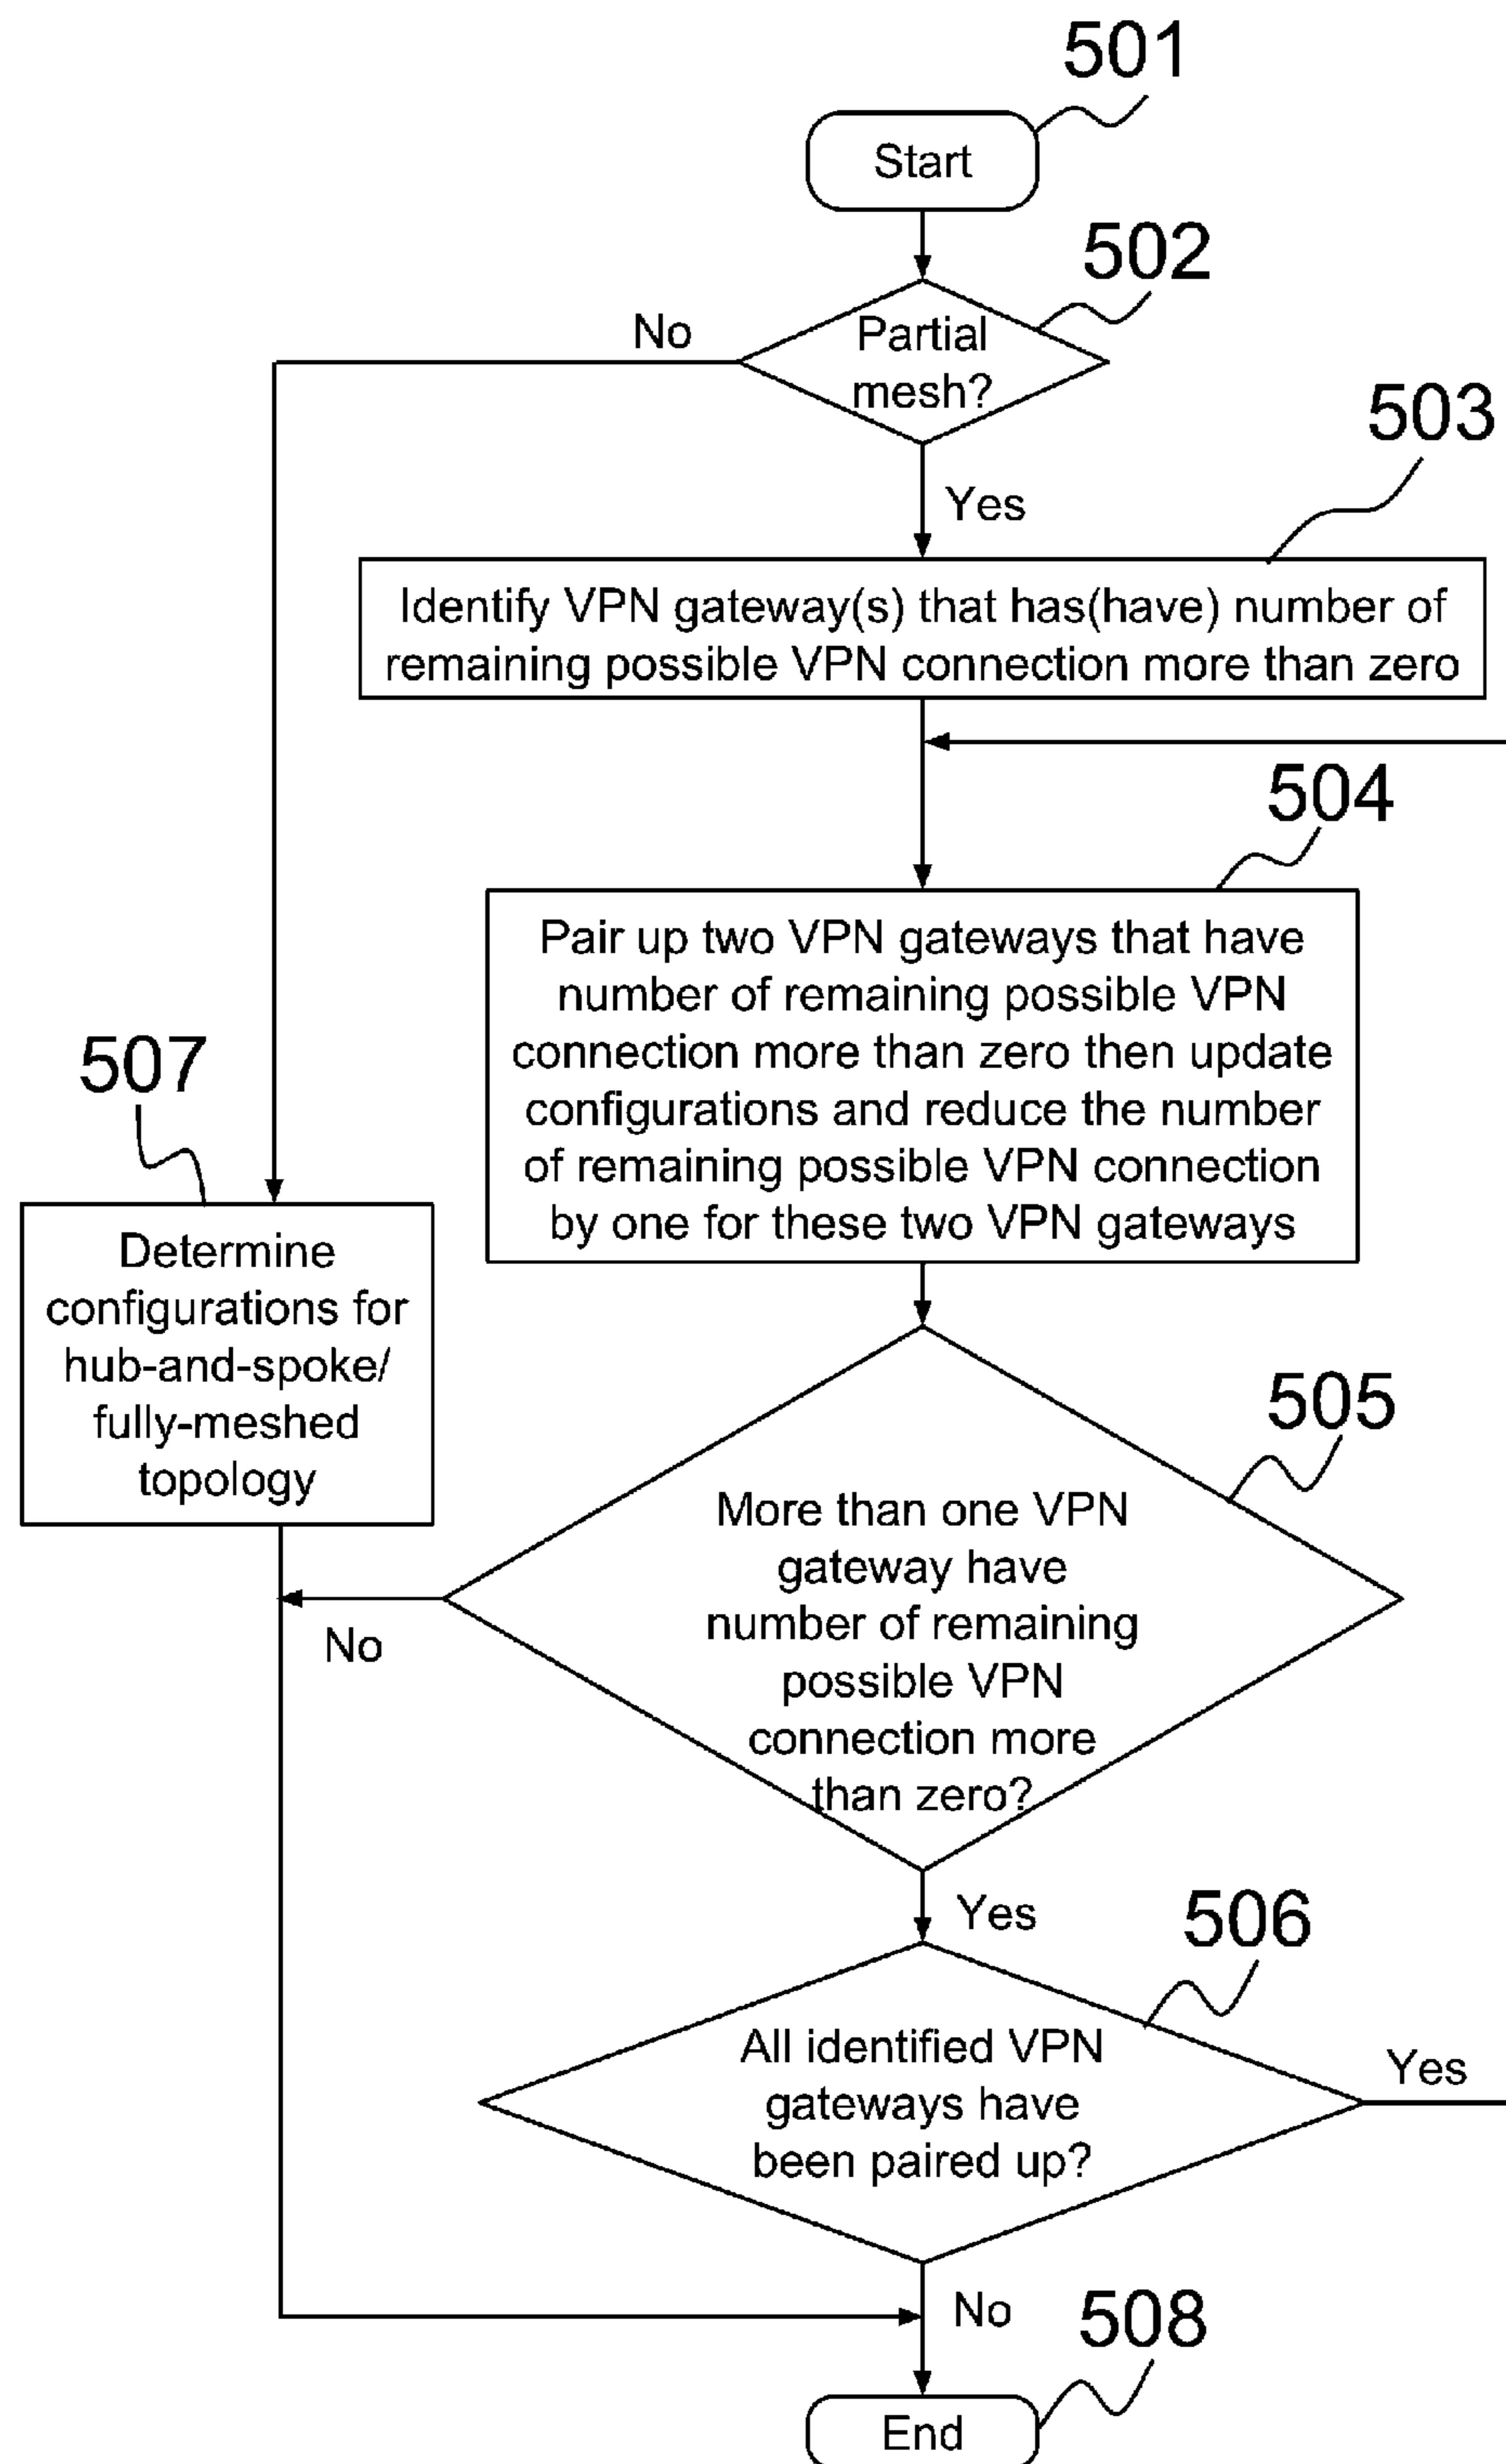 501
Start
502
No
Partial
mesh?
503
Yes
Identify VPN gateway(s) that has(have) number of
remaining possible VPN connection more than zero
504
Pair up two VPN gateways that have
number of remaining possible VPN
connection more than zero then update
configurations and reduce the number
of remaining possible VPN connection
by one for these two VPN gateways
507
Determine
configurations for
hub-and-spoke/
fully-meshed
topology
505
More than one VPN
gateway have
number of remaining
possible VPN
connection more
than zero?
No
Yes
506
All identified VPN
gateways have
been paired up?
Yes
No
508
End